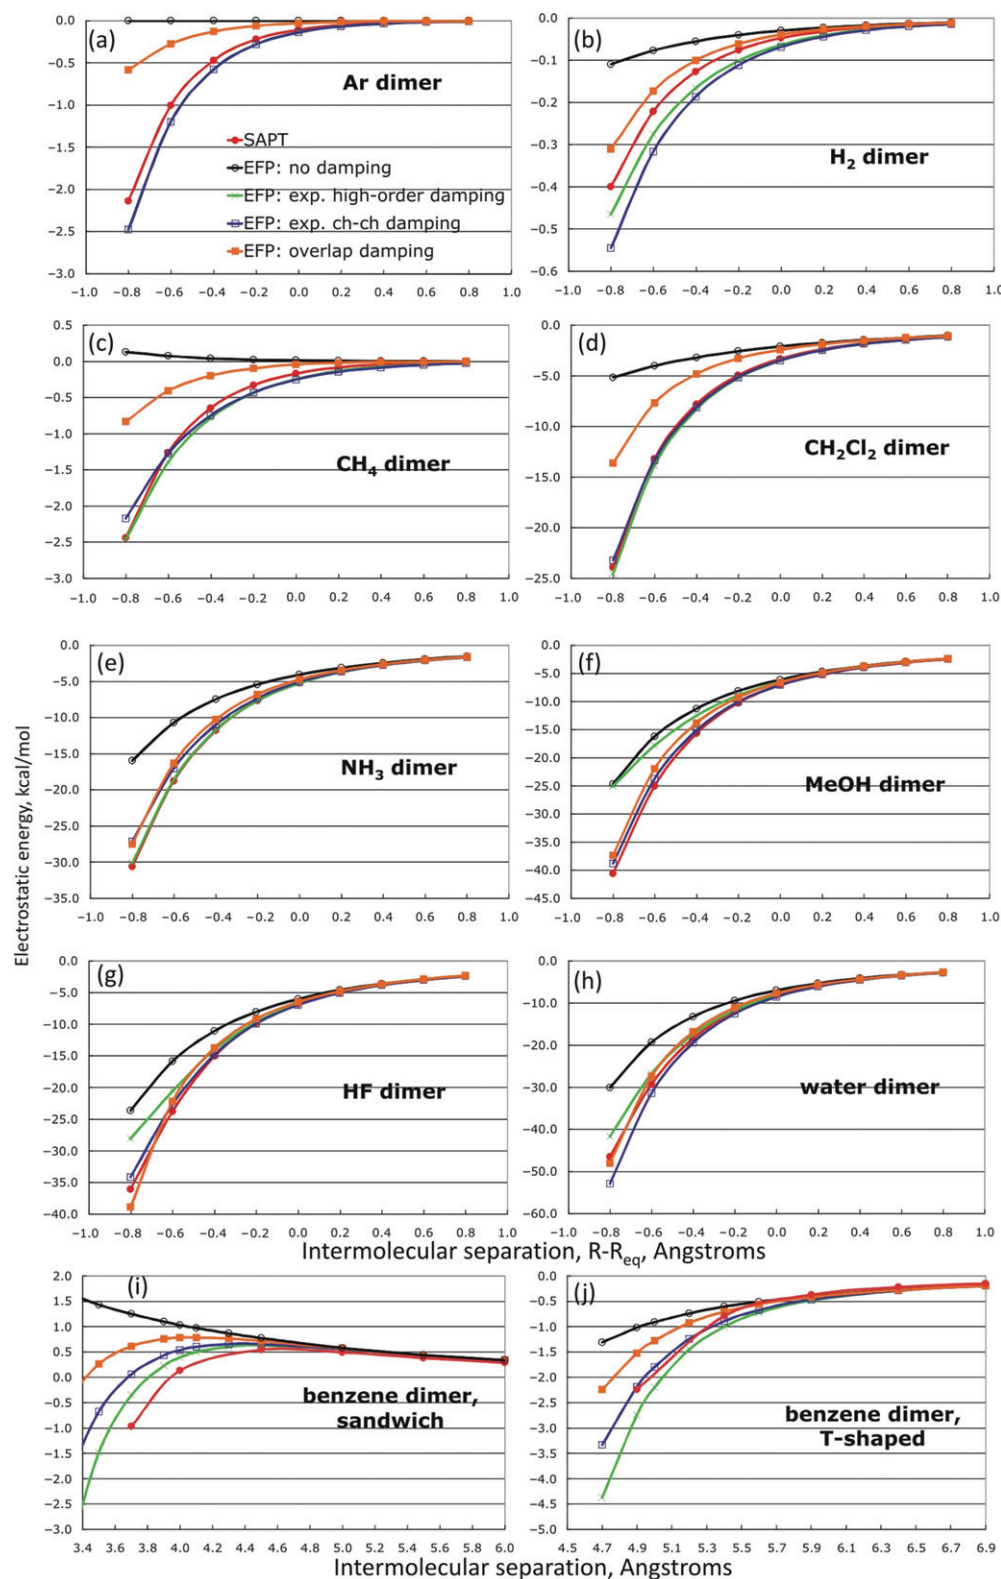 (a)
Ar dimer
SAPT
EFP: no damping
EFP: exp. high-order damping
EFP: exp. ch-ch damping
EFP: overlap damping
0.0
−0.5
−1.0
−1.5
−2.0
−2.5
−3.0
−1.0 −0.8 −0.6 −0.4 −0.2 0.0 0.2 0.4 0.6 0.8 1.0
(b)
H2 dimer
0.0
−0.1
−0.2
−0.3
−0.4
−0.5
−0.6
−1.0 −0.8 −0.6 −0.4 −0.2 0.0 0.2 0.4 0.6 0.8 1.0
(c)
CH4 dimer
0.5
0.0
−0.5
−1.0
−1.5
−2.0
−2.5
−3.0
−1.0 −0.8 −0.6 −0.4 −0.2 0.0 0.2 0.4 0.6 0.8 1.0
(d)
CH2Cl2 dimer
0.0
−5.0
−10.0
−15.0
−20.0
−25.0
−1.0 −0.8 −0.6 −0.4 −0.2 0.0 0.2 0.4 0.6 0.8 1.0
Electrostatic energy, kcal/mol
(e)
NH3 dimer
0.0
−5.0
−10.0
−15.0
−20.0
−25.0
−30.0
−35.0
−1.0 −0.8 −0.6 −0.4 −0.2 0.0 0.2 0.4 0.6 0.8 1.0
(f)
MeOH dimer
0.0
−5.0
−10.0
−15.0
−20.0
−25.0
−30.0
−35.0
−40.0
−45.0
−1.0 −0.8 −0.6 −0.4 −0.2 0.0 0.2 0.4 0.6 0.8 1.0
(g)
HF dimer
0.0
−5.0
−10.0
−15.0
−20.0
−25.0
−30.0
−35.0
−40.0
−1.0 −0.8 −0.6 −0.4 −0.2 0.0 0.2 0.4 0.6 0.8 1.0
(h)
water dimer
0.0
−10.0
−20.0
−30.0
−40.0
−50.0
−60.0
−1.0 −0.8 −0.6 −0.4 −0.2 0.0 0.2 0.4 0.6 0.8 1.0
Intermolecular separation, R-Req, Angstroms
(i)
benzene dimer,
sandwich
2.0
1.5
1.0
0.5
0.0
−0.5
−1.0
−1.5
−2.0
−2.5
−3.0
3.4 3.6 3.8 4.0 4.2 4.4 4.6 4.8 5.0 5.2 5.4 5.6 5.8 6.0
(j)
benzene dimer,
T-shaped
0.0
−0.5
−1.0
−1.5
−2.0
−2.5
−3.0
−3.5
−4.0
−4.5
−5.0
4.5 4.7 4.9 5.1 5.3 5.5 5.7 5.9 6.1 6.3 6.5 6.7 6.9
Intermolecular separation, Angstroms